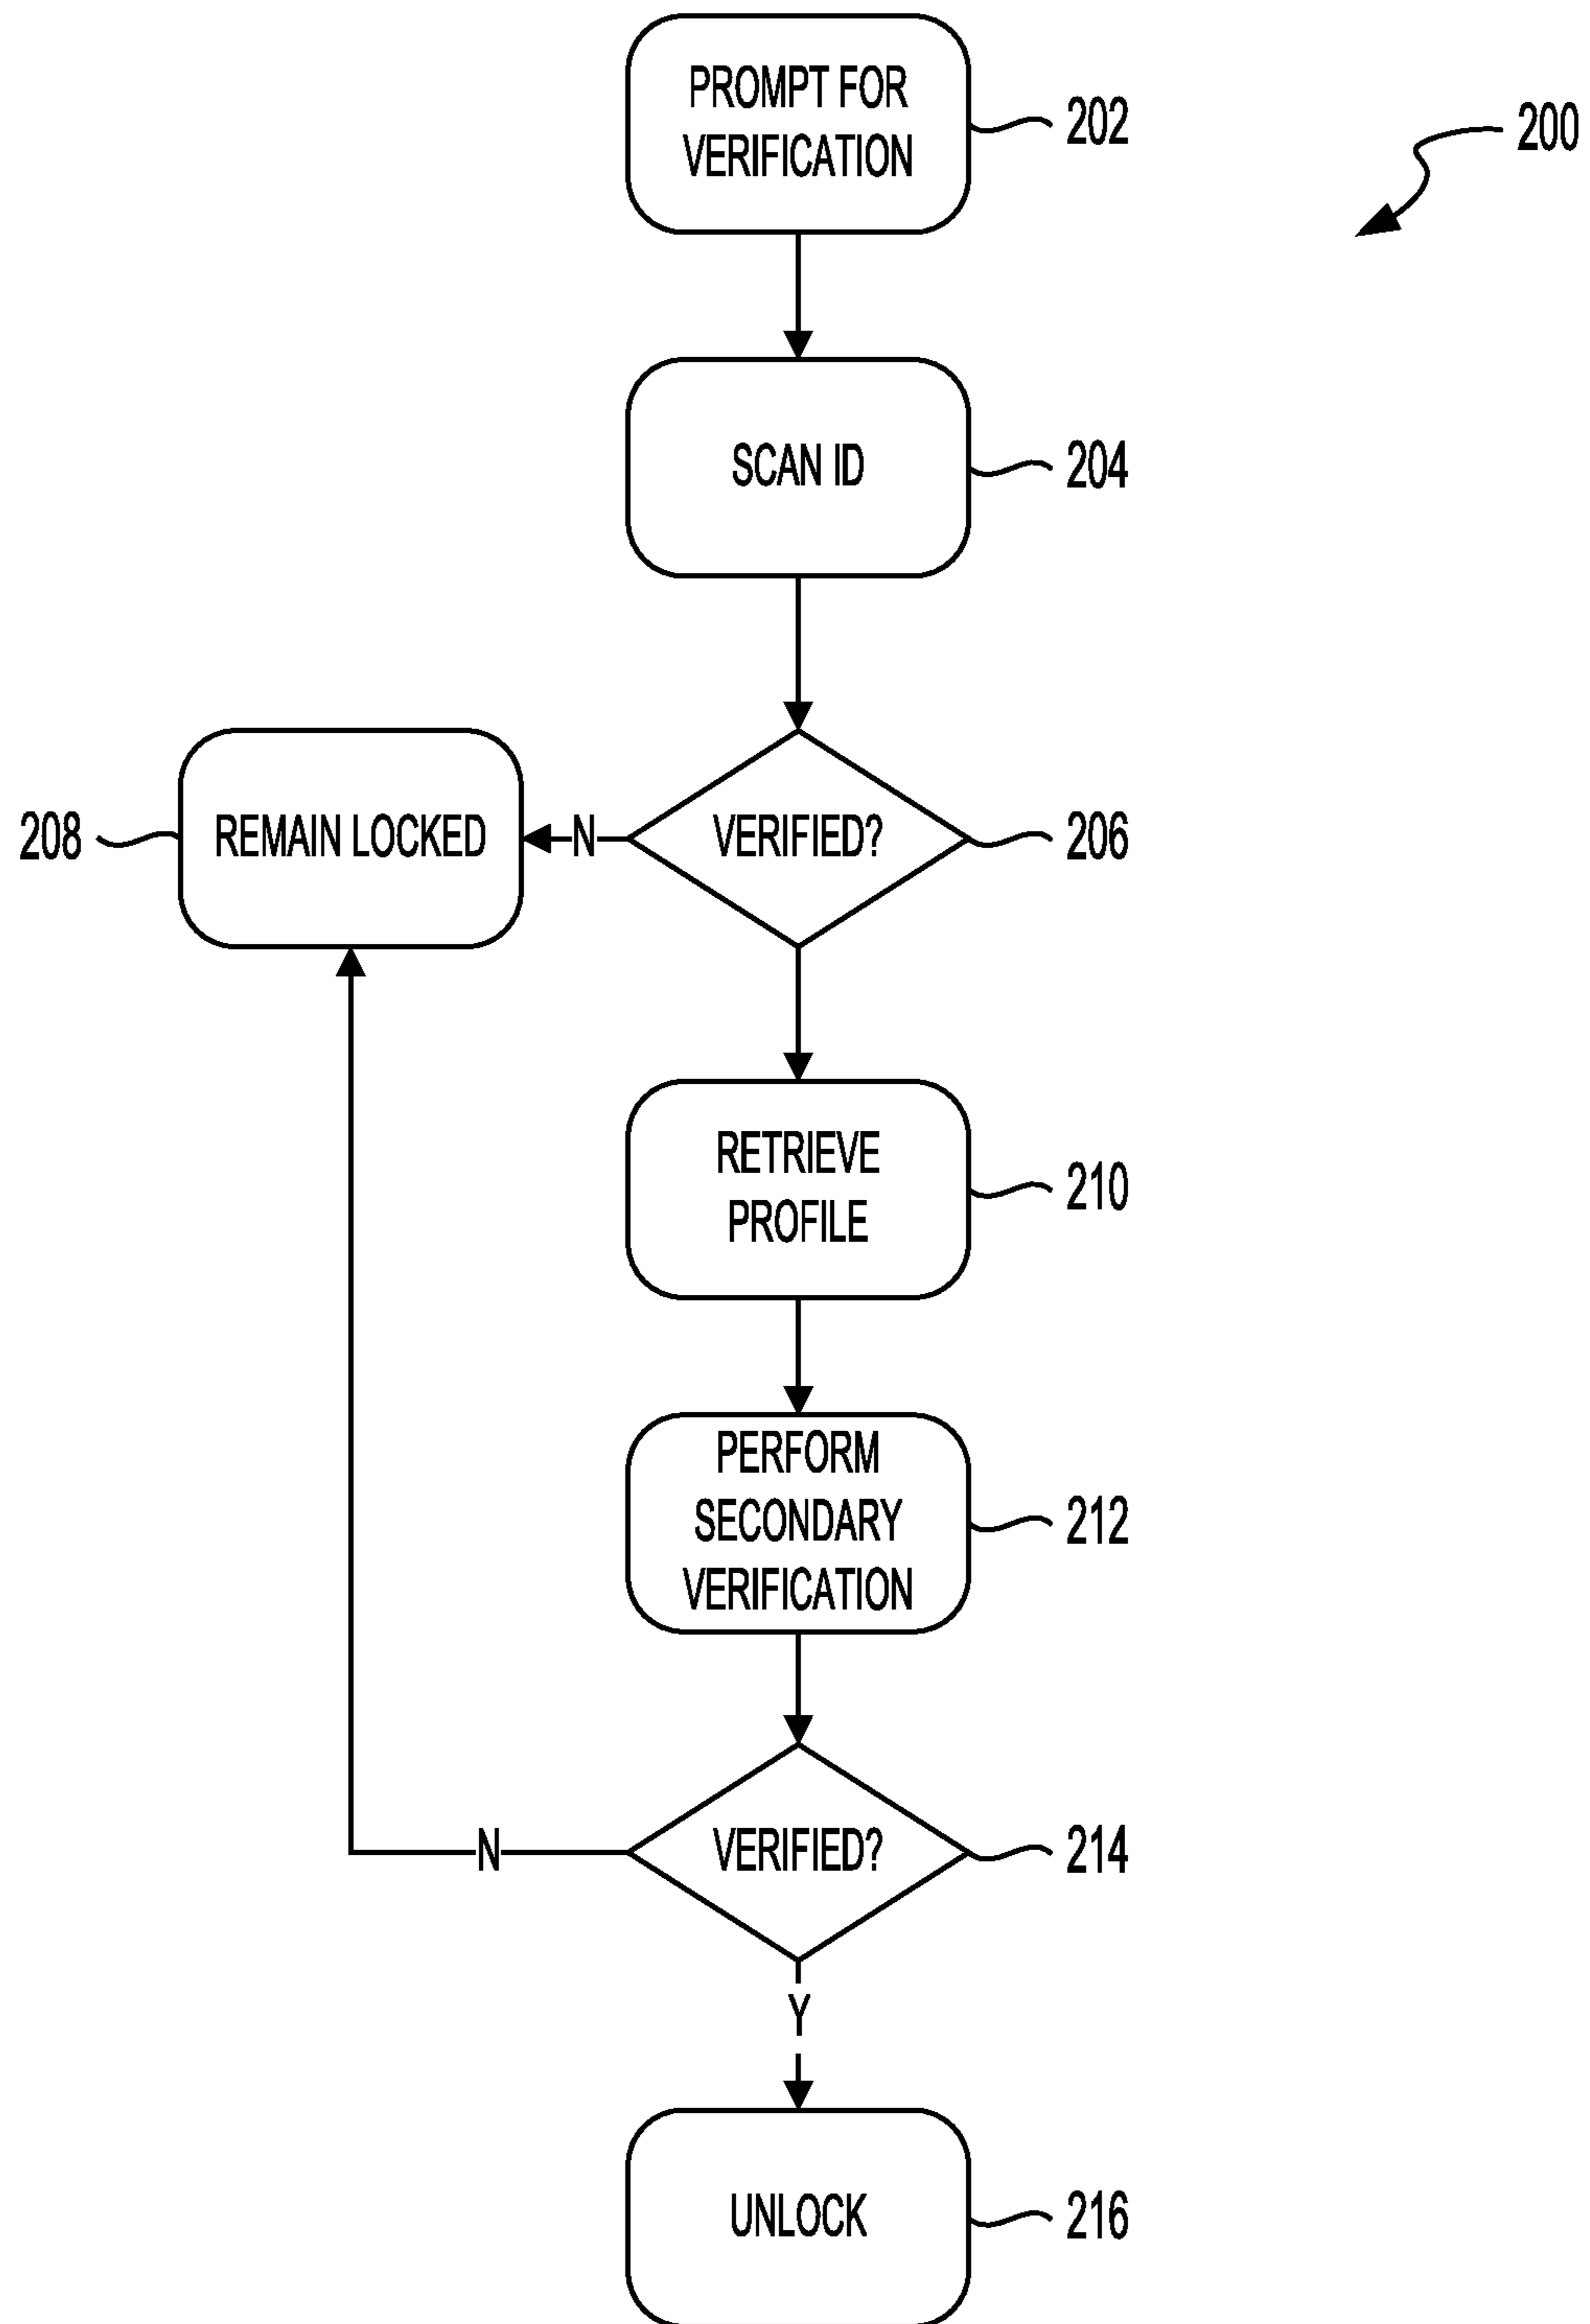 PROMPT FOR
VERIFICATION
202
200
SCAN ID
204
208
REMAIN LOCKED
N
VERIFIED?
206
RETRIEVE
PROFILE
210
PERFORM
SECONDARY
VERIFICATION
212
N
VERIFIED?
214
Y
UNLOCK
216